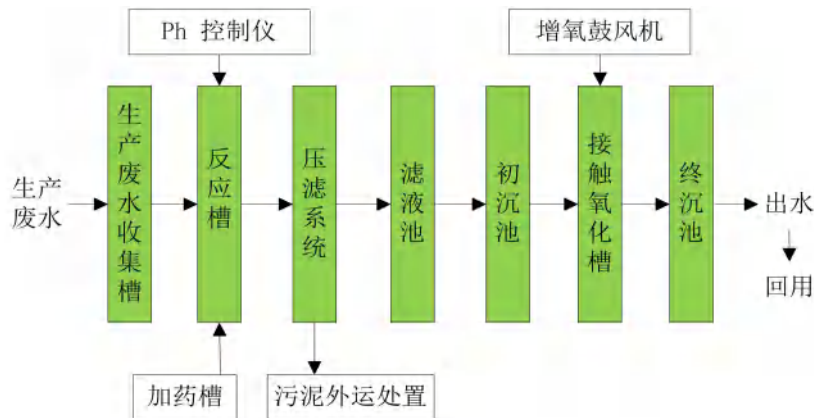 Ph 控制仪
增氧鼓风机
生产
废水
生产废水收集槽
反应槽
压滤系统
滤液池
初沉池
接触氧化槽
终沉池
出水
回用
加药槽
污泥外运处置